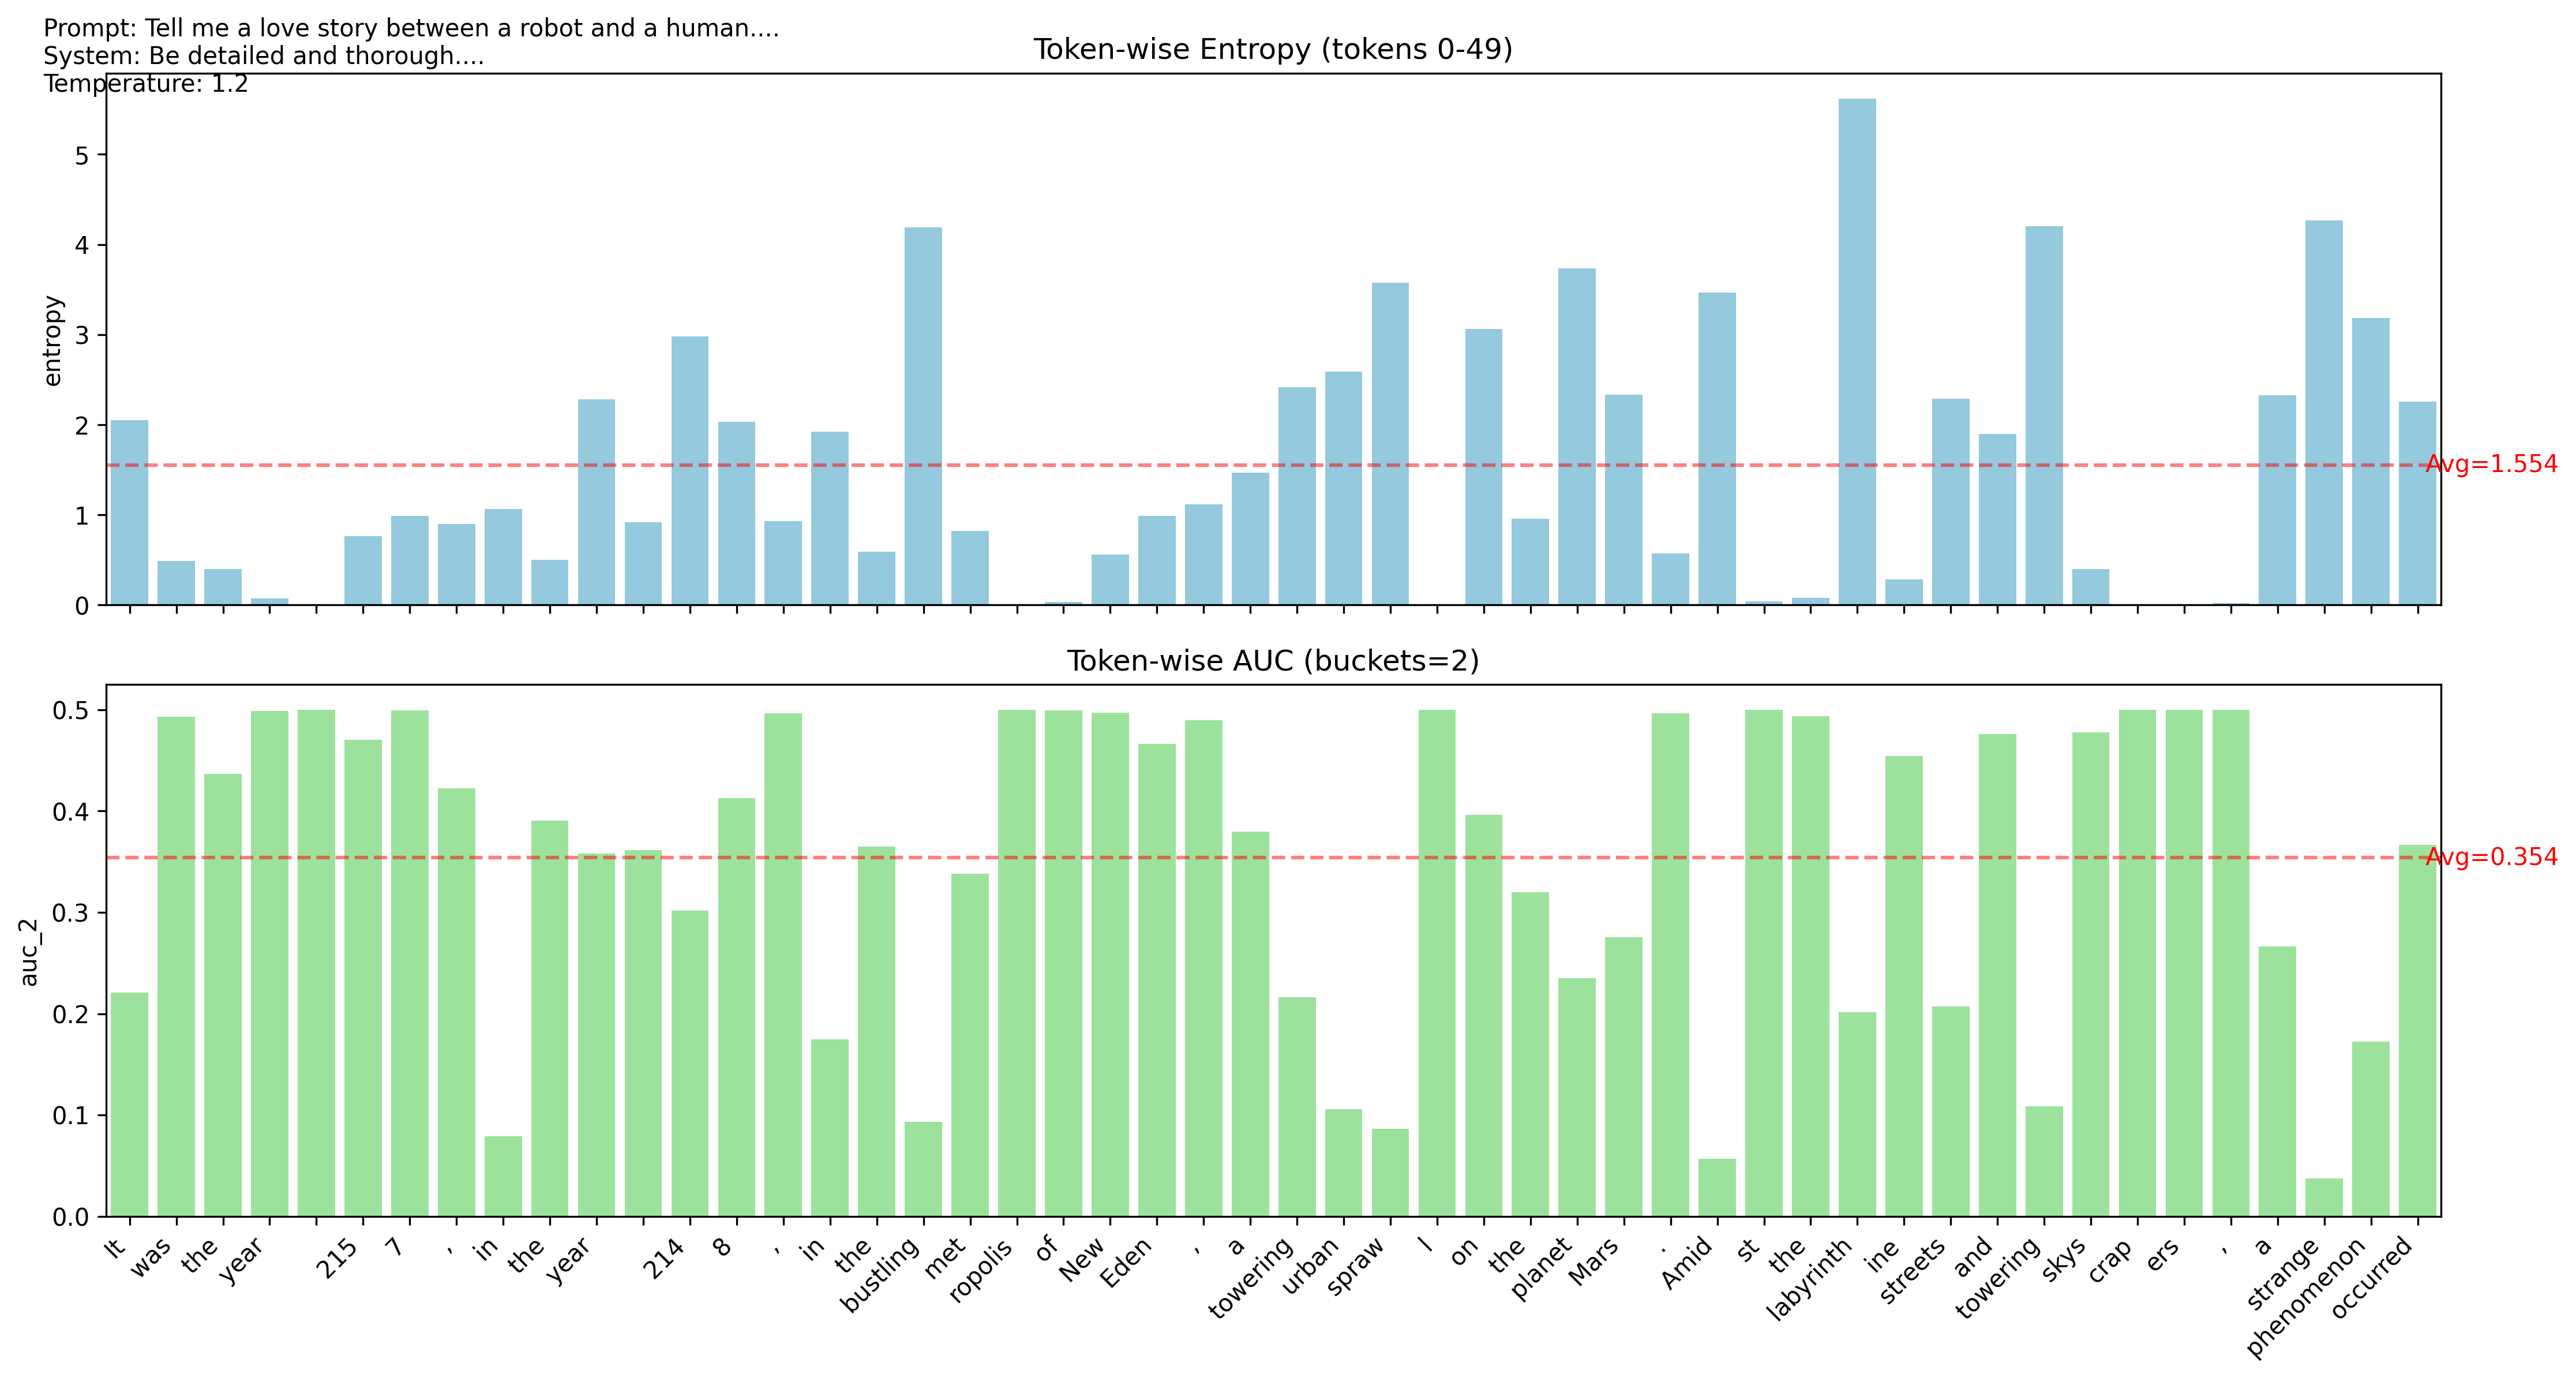 Prompt: Tell me a love story between a robot and a human....
System: Be detailed and thorough....
Temperature: 1.2
Token-wise Entropy (tokens 0-49)
entropy
5
4
3
2
1
0
Avg=1.554
Token-wise AUC (buckets=2)
auc_2
0.5
0.4
0.3
0.2
0.1
0.0
Avg=0.354
It
was
the
year
215
7
,
in
the
year
214
8
,
in
the
bustling
met
ropolis
of
New
Eden
,
a
towering
urban
spraw
l
on
the
planet
Mars
.
Amid
st
the
labyrinth
ine
streets
and
towering
skys
crap
ers
,
a
strange
phenomenon
occurred